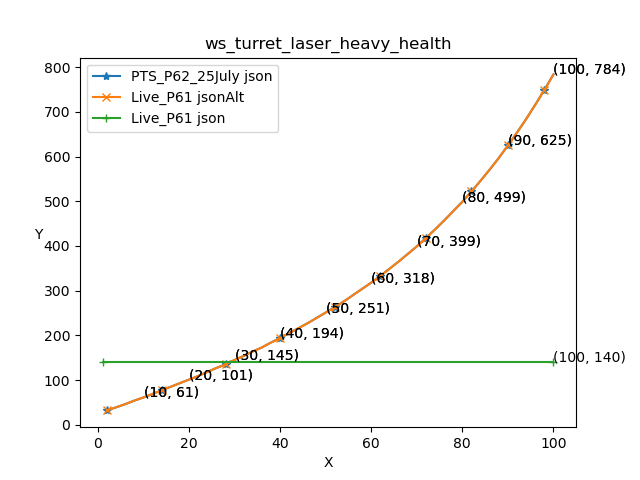 ws_turret_laser_heavy_health
PTS_P62_25July json
Live_P61 jsonAlt
Live_P61 json
800
700
600
500
400
300
200
100
0
Y
(100, 784)
(90, 625)
(80, 499)
(70, 399)
(60, 318)
(50, 251)
(40, 194)
(30, 145)
(100, 140)
(20, 101)
(10, 61)
0 20 40 60 80 100
X